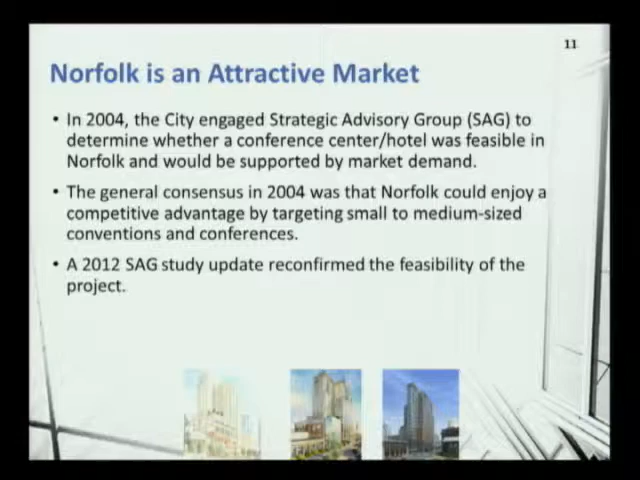 11
Norfolk is an Attractive Market
• In 2004, the City engaged Strategic Advisory Group (SAG) to
determine whether a conference center/hotel was feasible in
Norfolk and would be supported by market demand.
• The general consensus in 2004 was that Norfolk could enjoy a
competitive advantage by targeting small to medium-sized
conventions and conferences.
• A 2012 SAG study update reconfirmed the feasibility of the
project.